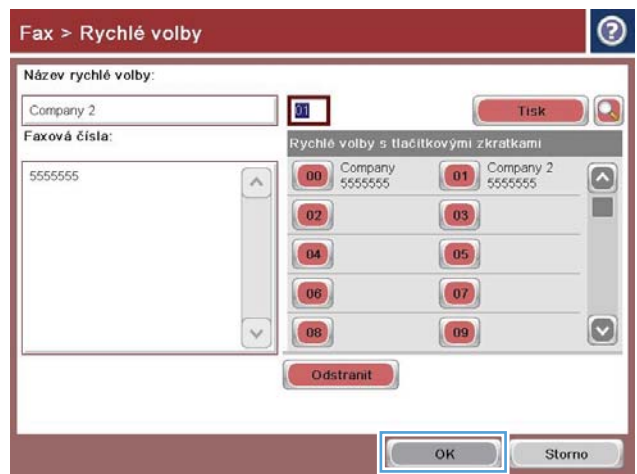 Fax > Rychlé volby
Název rychlé volby:
Company 2
01
Tisk
Faxová čísla:
5555555
Rychlé volby s tlačítkovými zkratkami
00 Company 5555555
01 Company 2 5555555
02
03
04
05
06
07
08
09
Odstranit
OK
Storno